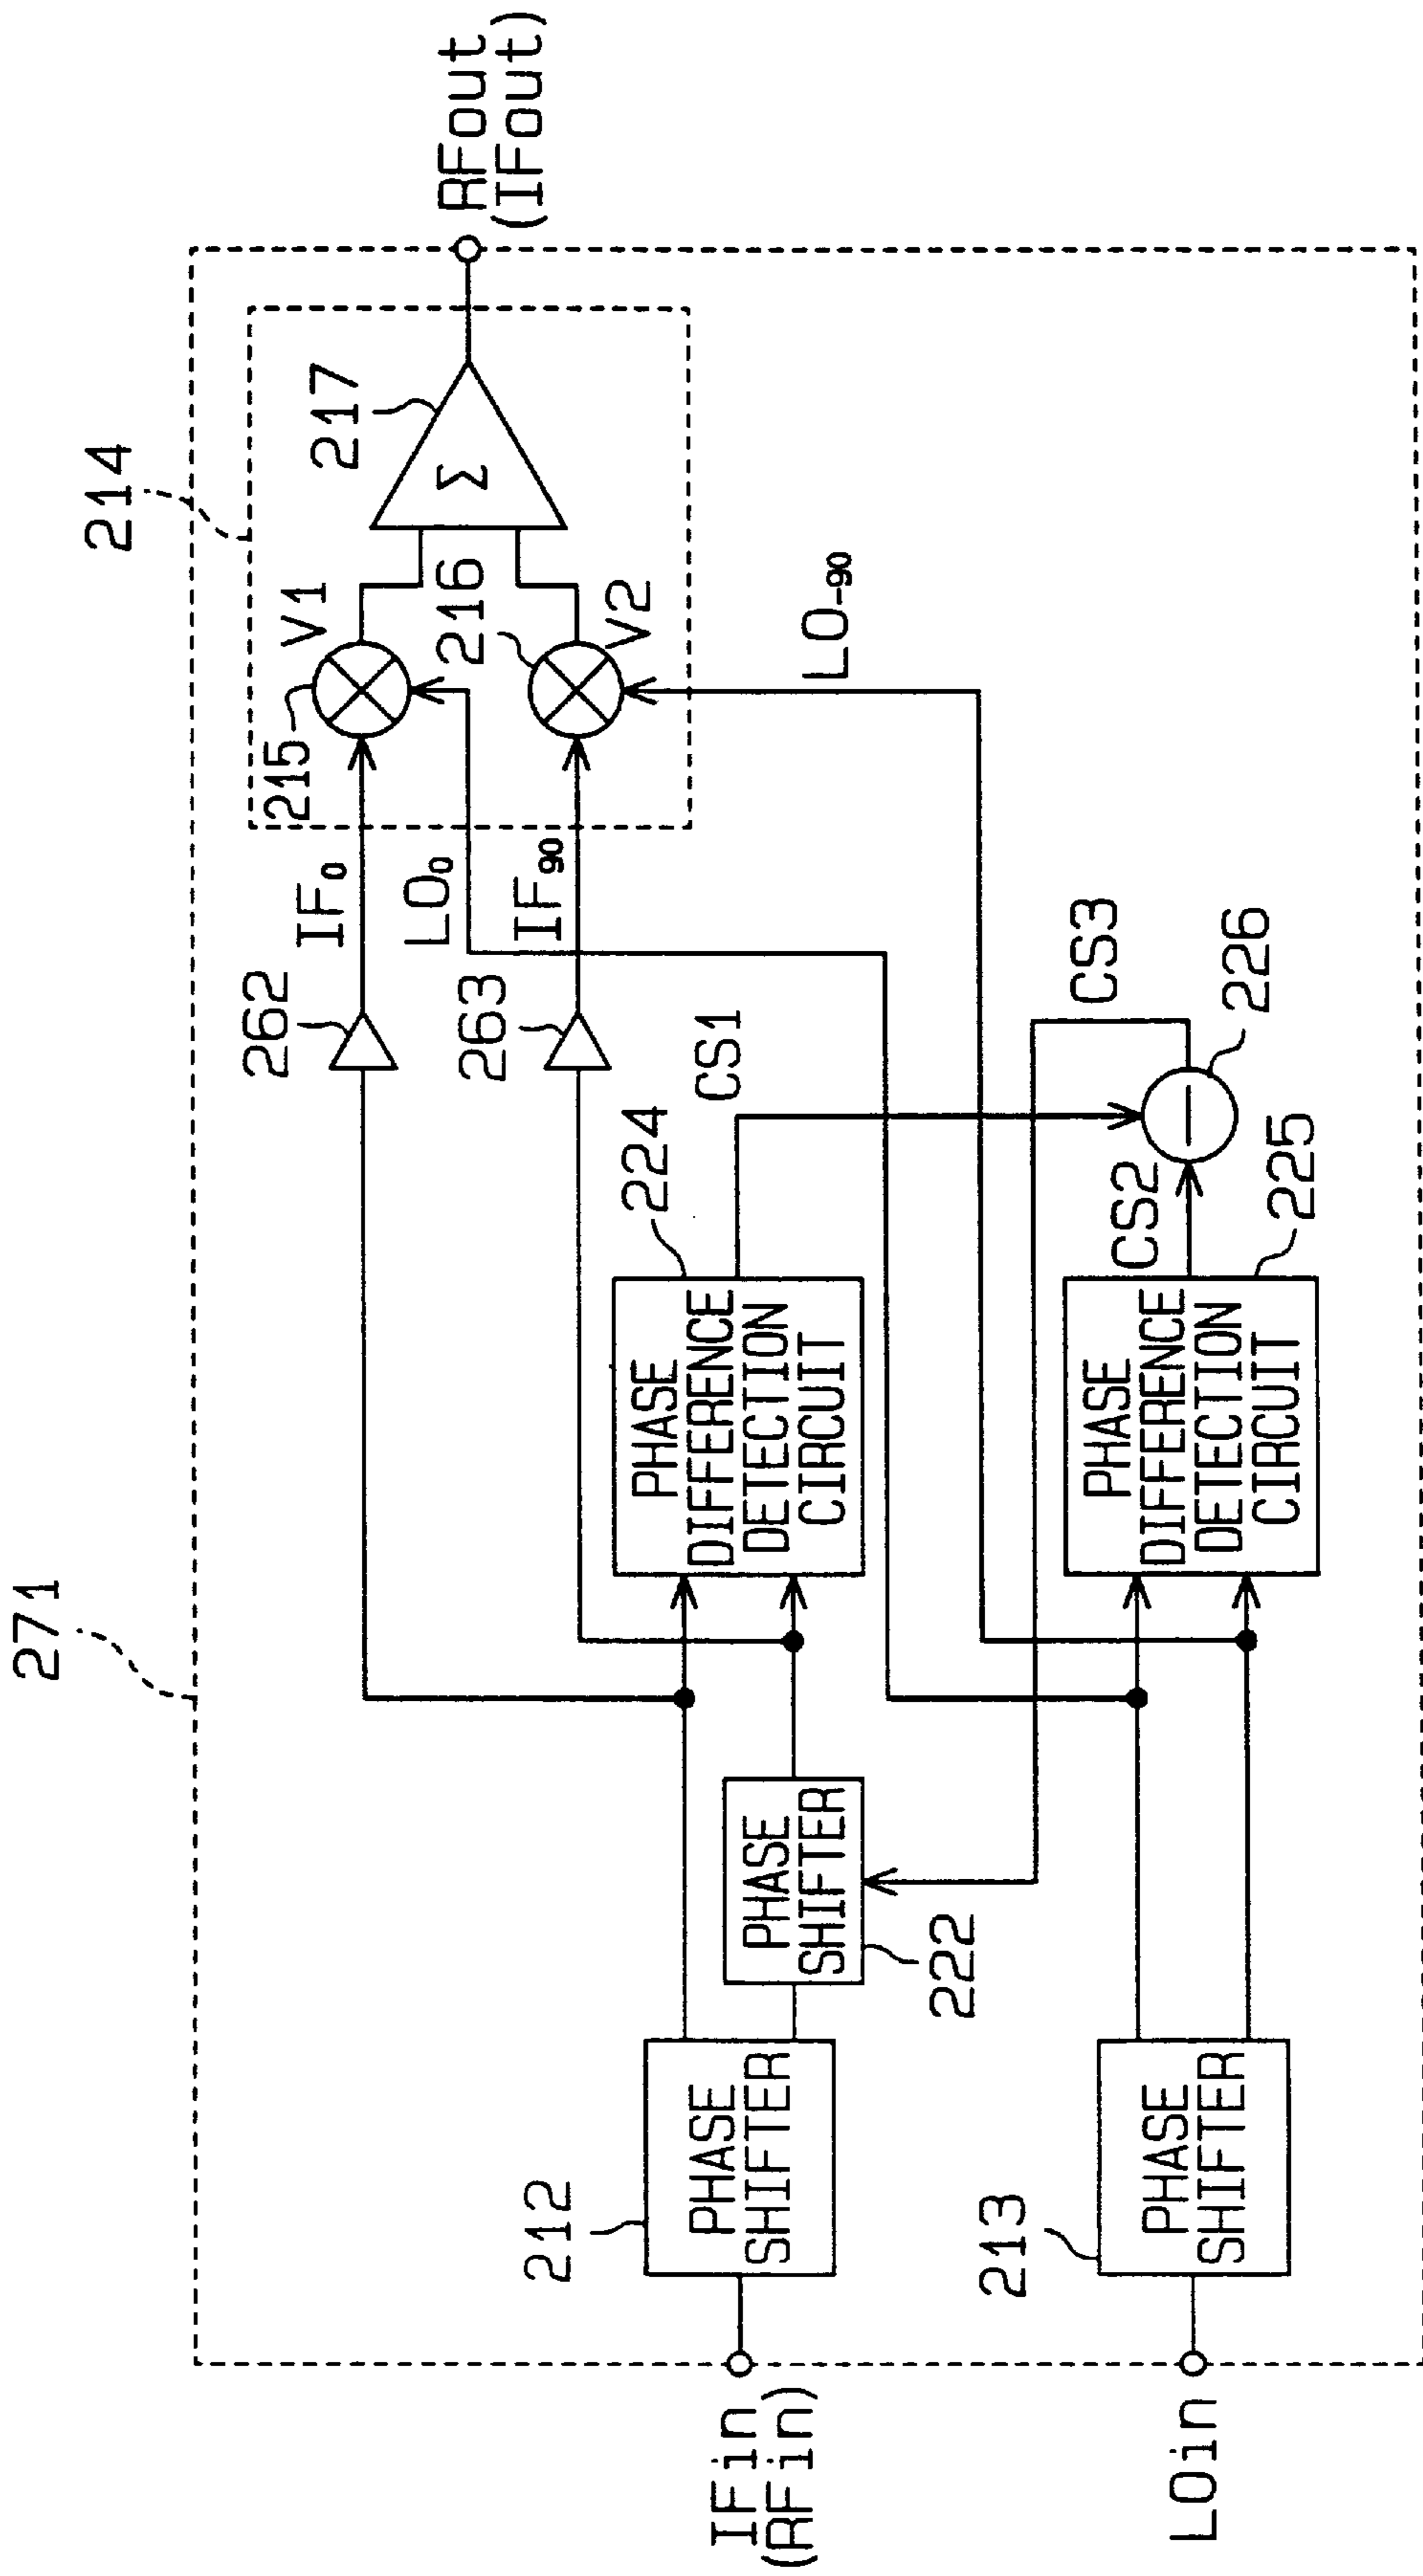 271
214
262
IF0
215
V1
217
Σ
RFout
(IFout)
LO0
263
IF90
216
V2
LO-90
224
CS1
PHASE
DIFFERENCE
DETECTION
CIRCUIT
IFin
(RFin)
212
PHASE
SHIFTER
PHASE
SHIFTER
222
CS3
226
CS2
225
PHASE
DIFFERENCE
DETECTION
CIRCUIT
LOin
213
PHASE
SHIFTER